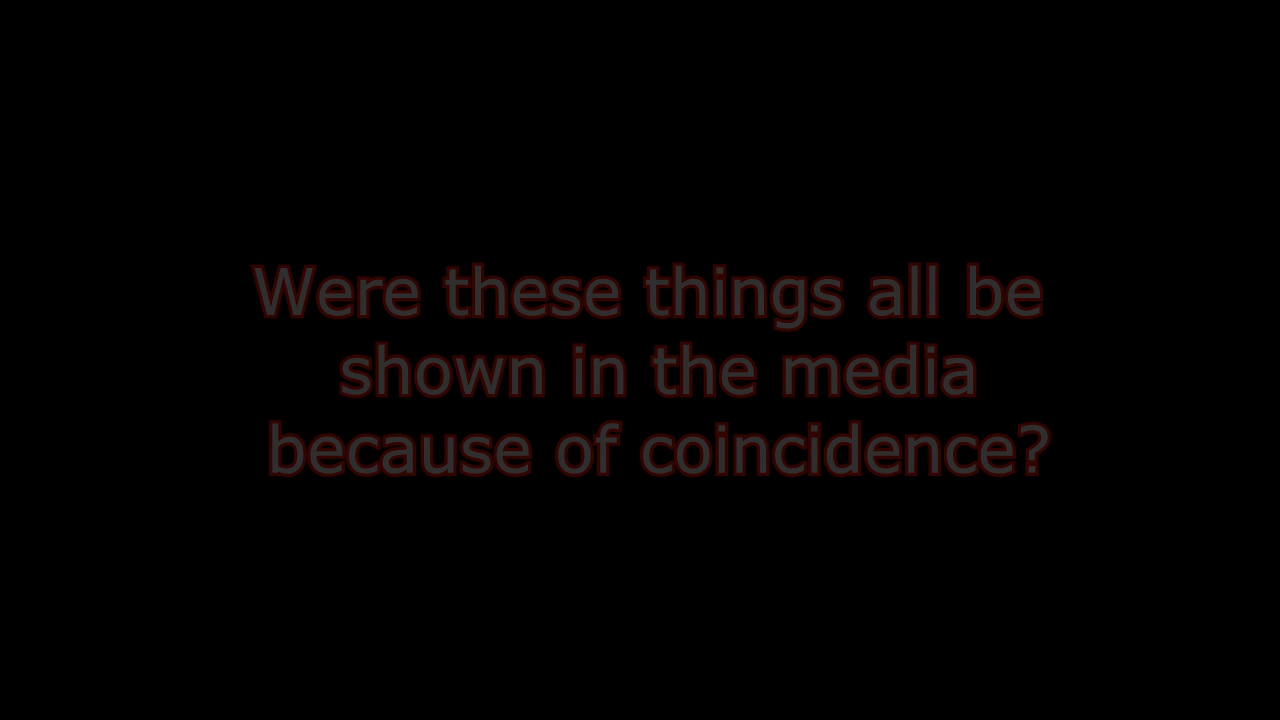 Were these things all be
shown in the media
because of coincidence?